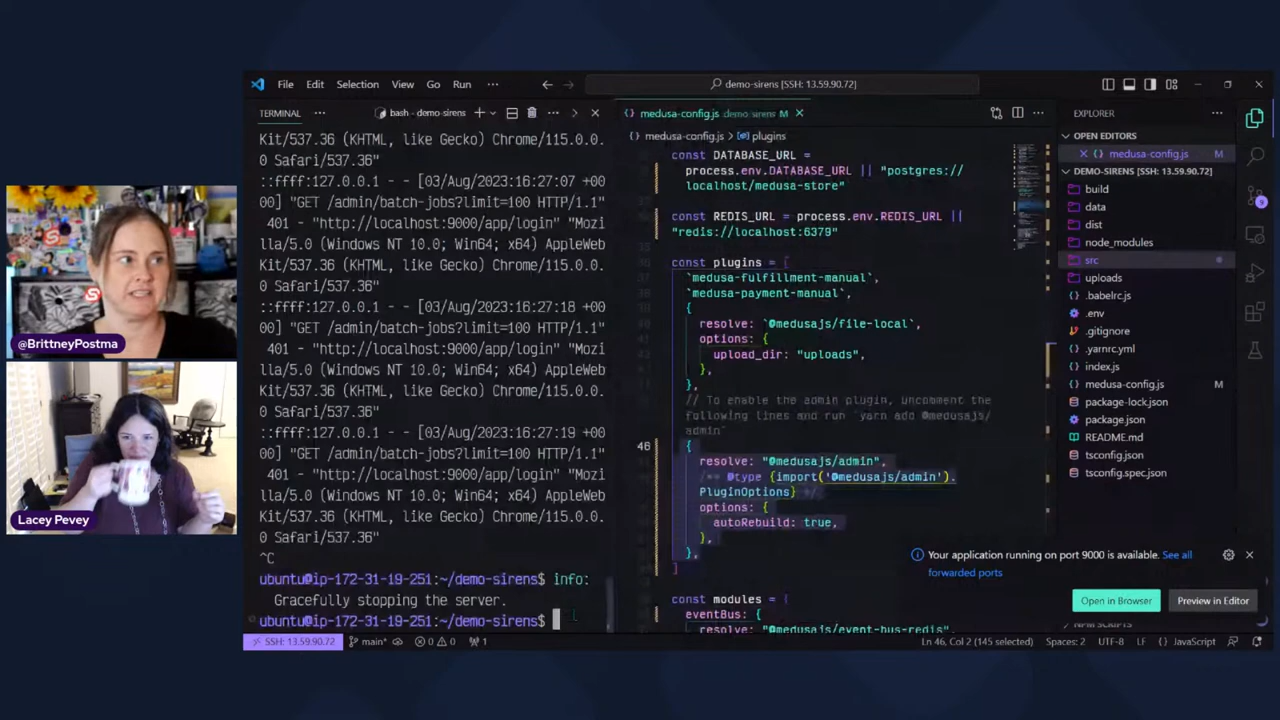 File Edit Selection View Go Run ··· demo-sirens [SSH: 13.59.90.72]
TERMINAL ··· bash - demo-sirens
Kit/537.36 (KHTML, like Gecko) Chrome/115.0.0.
0 Safari/537.36"
::ffff:127.0.0.1 - - [03/Aug/2023:16:27:07 +00
00] "GET /admin/batch-jobs?limit=100 HTTP/1.1"
401 - "http://localhost:9000/app/login" "Mozi
lla/5.0 (Windows NT 10.0; Win64; x64) AppleWeb
Kit/537.36 (KHTML, like Gecko) Chrome/115.0.0.
0 Safari/537.36"
::ffff:127.0.0.1 - - [03/Aug/2023:16:27:18 +00
00] "GET /admin/batch-jobs?limit=100 HTTP/1.1"
401 - "http://localhost:9000/app/login" "Mozi
lla/5.0 (Windows NT 10.0; Win64; x64) AppleWeb
Kit/537.36 (KHTML, like Gecko) Chrome/115.0.0.
0 Safari/537.36"
::ffff:127.0.0.1 - - [03/Aug/2023:16:27:19 +00
00] "GET /admin/batch-jobs?limit=100 HTTP/1.1"
401 - "http://localhost:9000/app/login" "Mozi
lla/5.0 (Windows NT 10.0; Win64; x64) AppleWeb
Kit/537.36 (KHTML, like Gecko) Chrome/115.0.0.
0 Safari/537.36"
^C
ubuntu@ip-172-31-19-251:~/demo-sirens$ info:
Gracefully stopping the server.
ubuntu@ip-172-31-19-251:~/demo-sirens$
medusa-config.js demo-sirens M
medusa-config.js > plugins
const DATABASE_URL =
process.env.DATABASE_URL || "postgres://
localhost/medusa-store"
const REDIS_URL = process.env.REDIS_URL ||
"redis://localhost:6379"
const plugins = [
`medusa-fulfillment-manual`,
`medusa-payment-manual`,
{
resolve: `@medusajs/file-local`,
options: {
upload_dir: "uploads",
},
},
// To enable the admin plugin, uncomment the
following lines and run `yarn add @medusajs/
admin`
46 {
resolve: "@medusajs/admin",
/** @type {import('@medusajs/admin').
PluginOptions} */
options: {
autoRebuild: true,
},
},
]
const modules = {
eventBus: {
resolve: "@medusajs/event-bus-redis",
EXPLORER ···
OPEN EDITORS
medusa-config.js M
DEMO-SIRENS [SSH: 13.59.90.72]
build
data
dist
node_modules
src
uploads
.babelrc.js
.env
.gitignore
.yarnrc.yml
index.js
medusa-config.js M
package-lock.json
package.json
README.md
tsconfig.json
tsconfig.spec.json
Your application running on port 9000 is available. See all
forwarded ports
Open in Browser Preview in Editor
NPM SCRIPTS
SSH: 13.59.90.72 main* 0 0 1 Ln 46, Col 2 (145 selected) Spaces: 2 UTF-8 LF JavaScript
@BrittneyPostma
Lacey Pevey